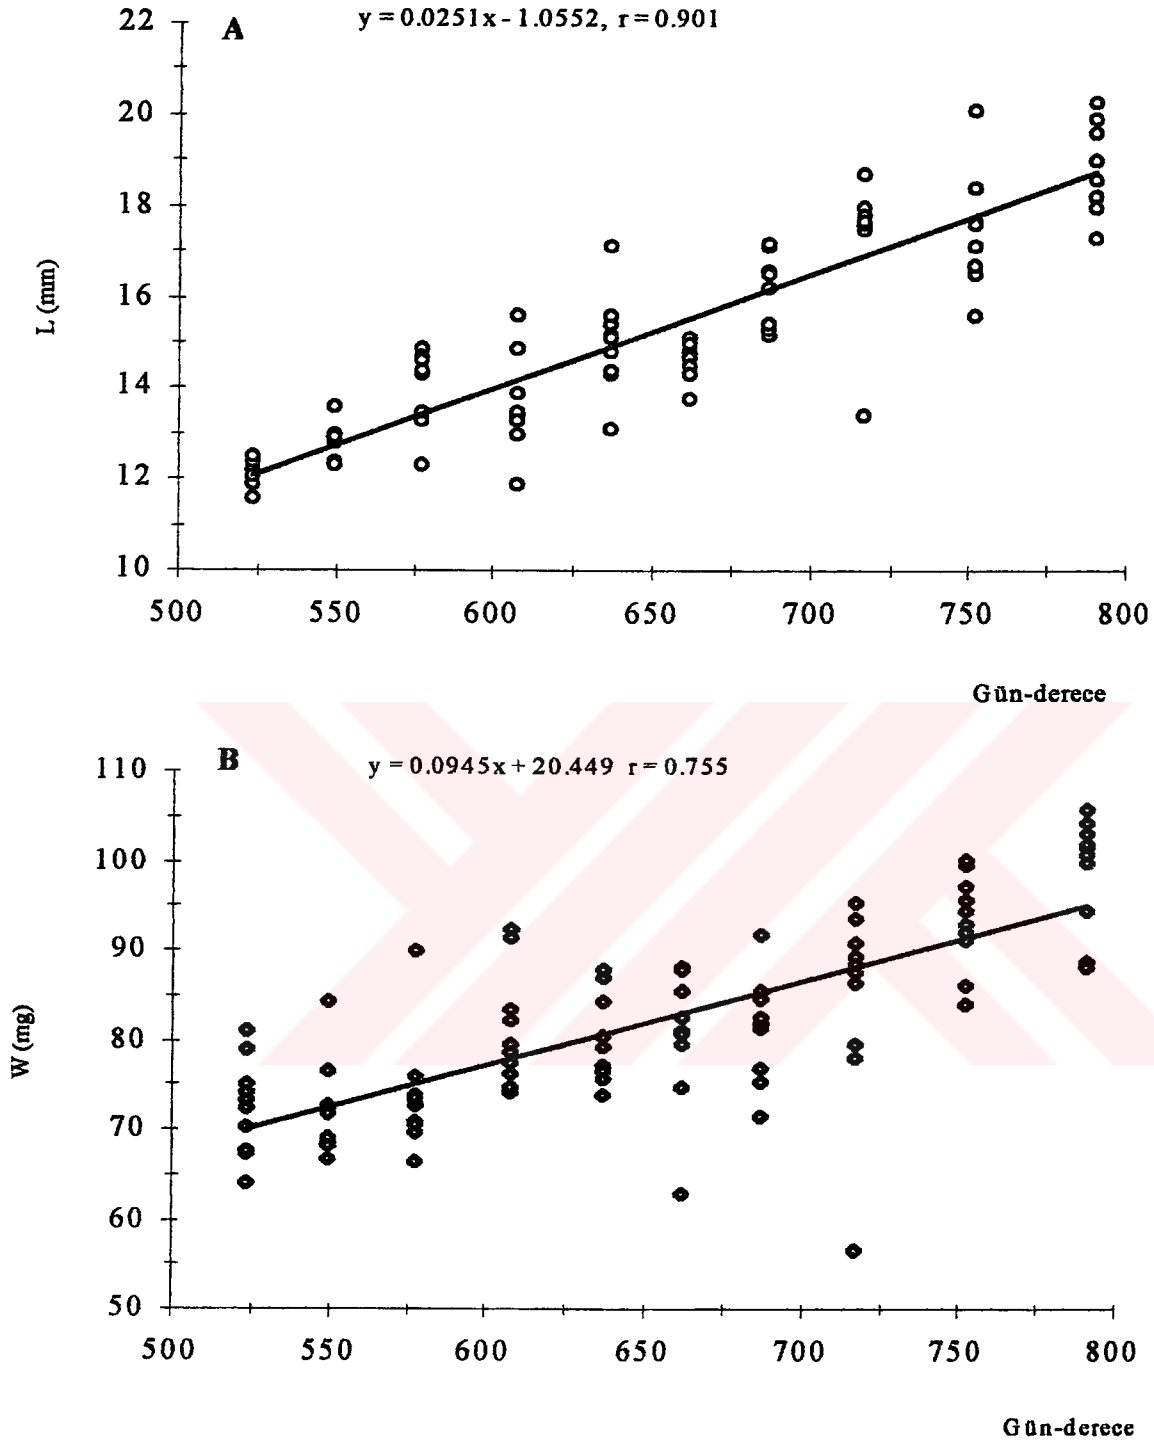 A
y = 0.0251x - 1.0552, r = 0.901
22
20
18
16
14
12
10
L (mm)
500 550 600 650 700 750 800
Gün-derece
B
y = 0.0945x + 20.449 r = 0.755
110
100
90
80
70
60
50
W (mg)
500 550 600 650 700 750 800
Gün-derece